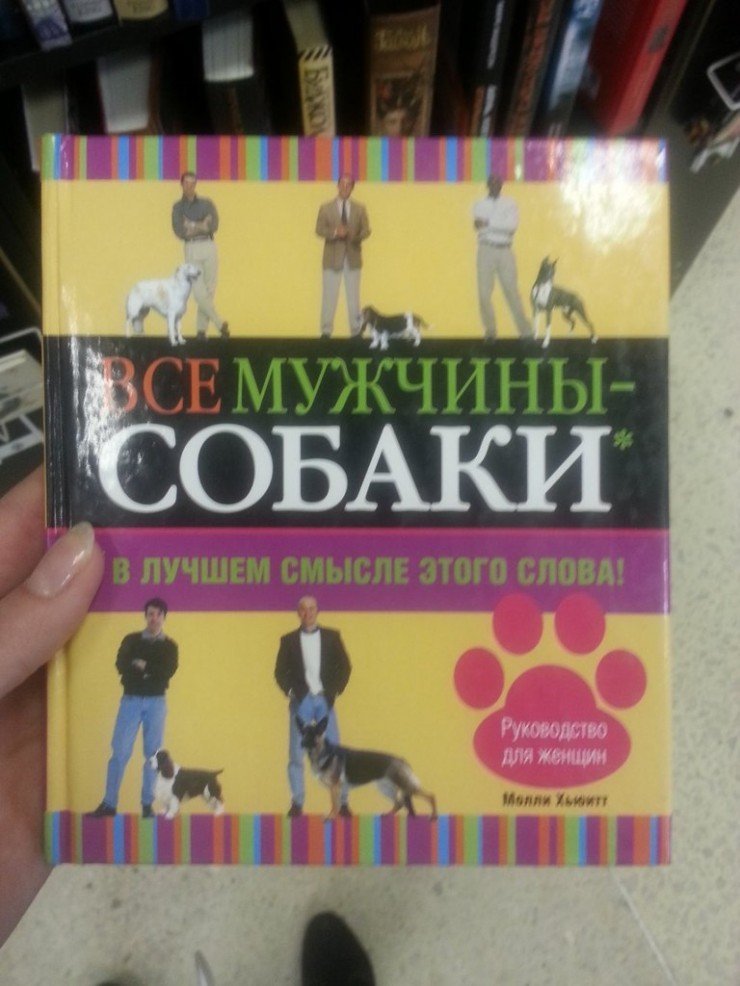 ВСЕ МУЖЧИНЫ-
СОБАКИ*
В ЛУЧШЕМ СМЫСЛЕ ЭТОГО СЛОВА!
Руководство
для женщин
Молли Хьюитт